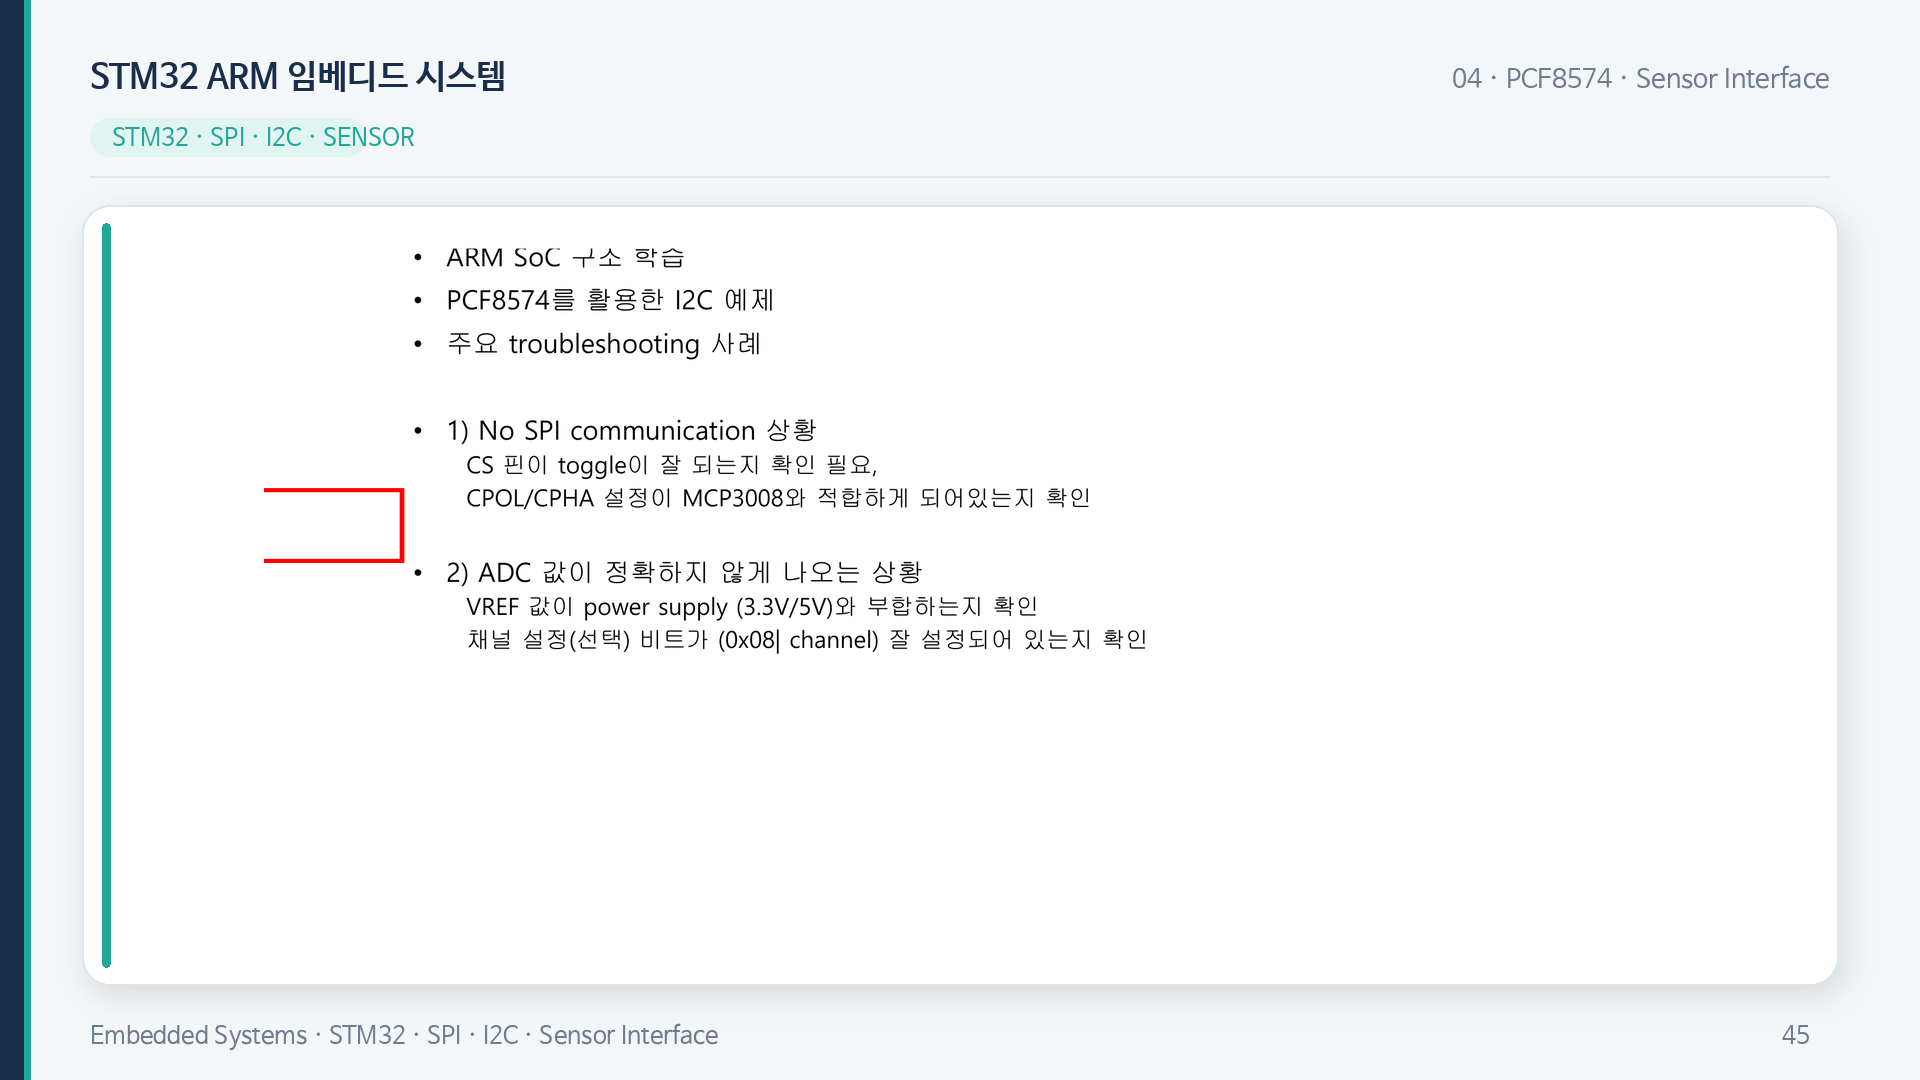 STM32 ARM 임베디드 시스템
04 · PCF8574 · Sensor Interface
STM32 · SPI · I2C · SENSOR
• ARM SoC 구소 학습
• PCF8574를 활용한 I2C 예제
• 주요 troubleshooting 사례
• 1) No SPI communication 상황
CS 핀이 toggle이 잘 되는지 확인 필요,
CPOL/CPHA 설정이 MCP3008와 적합하게 되어있는지 확인
• 2) ADC 값이 정확하지 않게 나오는 상황
VREF 값이 power supply (3.3V/5V)와 부합하는지 확인
채널 설정(선택) 비트가 (0x08| channel) 잘 설정되어 있는지 확인
Embedded Systems · STM32 · SPI · I2C · Sensor Interface
45